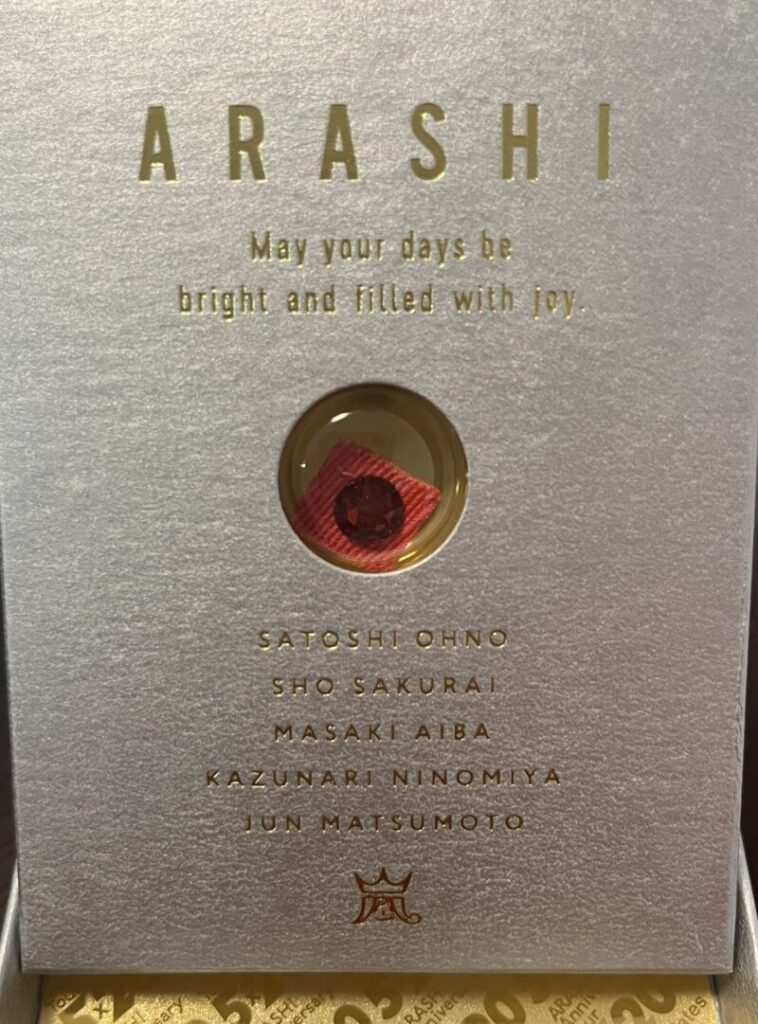 ARASHI
May your days be
bright and filled with joy.
SATOSHI OHNO
SHO SAKURAI
MASAKI AIBA
KAZUNARI NINOMIYA
JUN MATSUMOTO